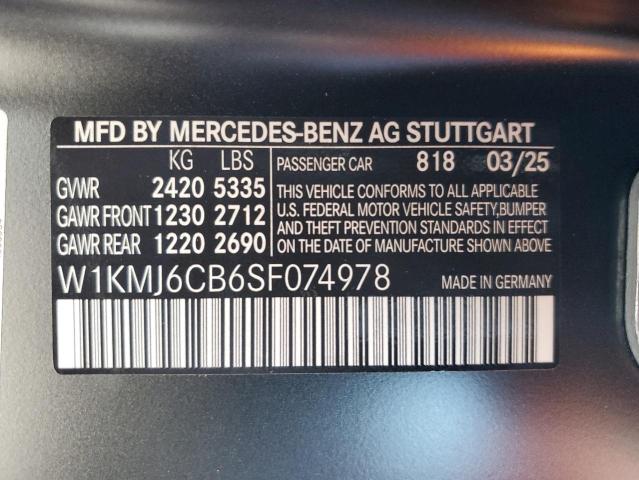 MFD BY MERCEDES-BENZ AG STUTTGART
KG LBS
GVWR 2420 5335
GAWR FRONT 1230 2712
GAWR REAR 1220 2690
PASSENGER CAR 818 03/25
THIS VEHICLE CONFORMS TO ALL APPLICABLE
U.S. FEDERAL MOTOR VEHICLE SAFETY, BUMPER
AND THEFT PREVENTION STANDARDS IN EFFECT
ON THE DATE OF MANUFACTURE SHOWN ABOVE.
W1KMJ6CB6SF074978
W IN GERMANY